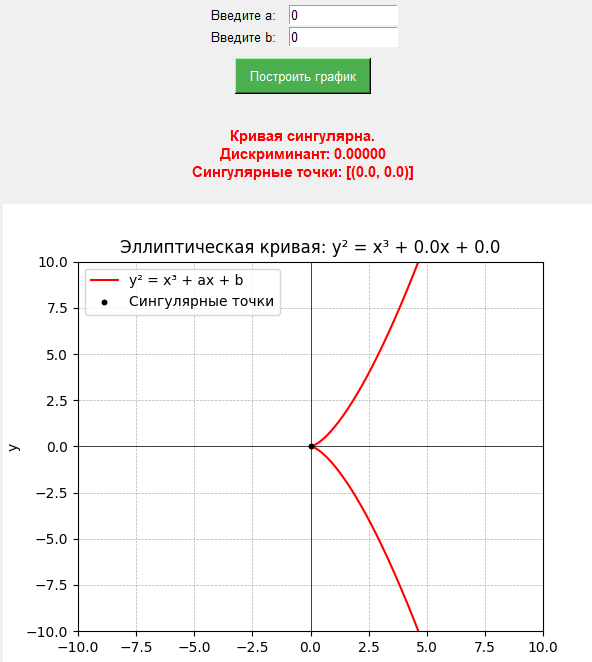 Введите a: 0
Введите b: 0
Построить график
Кривая сингулярна.
Дискриминант: 0.00000
Сингулярные точки: [(0.0, 0.0)]
Эллиптическая кривая: y² = x³ + 0.0x + 0.0
y² = x³ + ax + b
Сингулярные точки
10.0
7.5
5.0
2.5
0.0
−2.5
−5.0
−7.5
−10.0
y
−10.0 −7.5 −5.0 −2.5 0.0 2.5 5.0 7.5 10.0